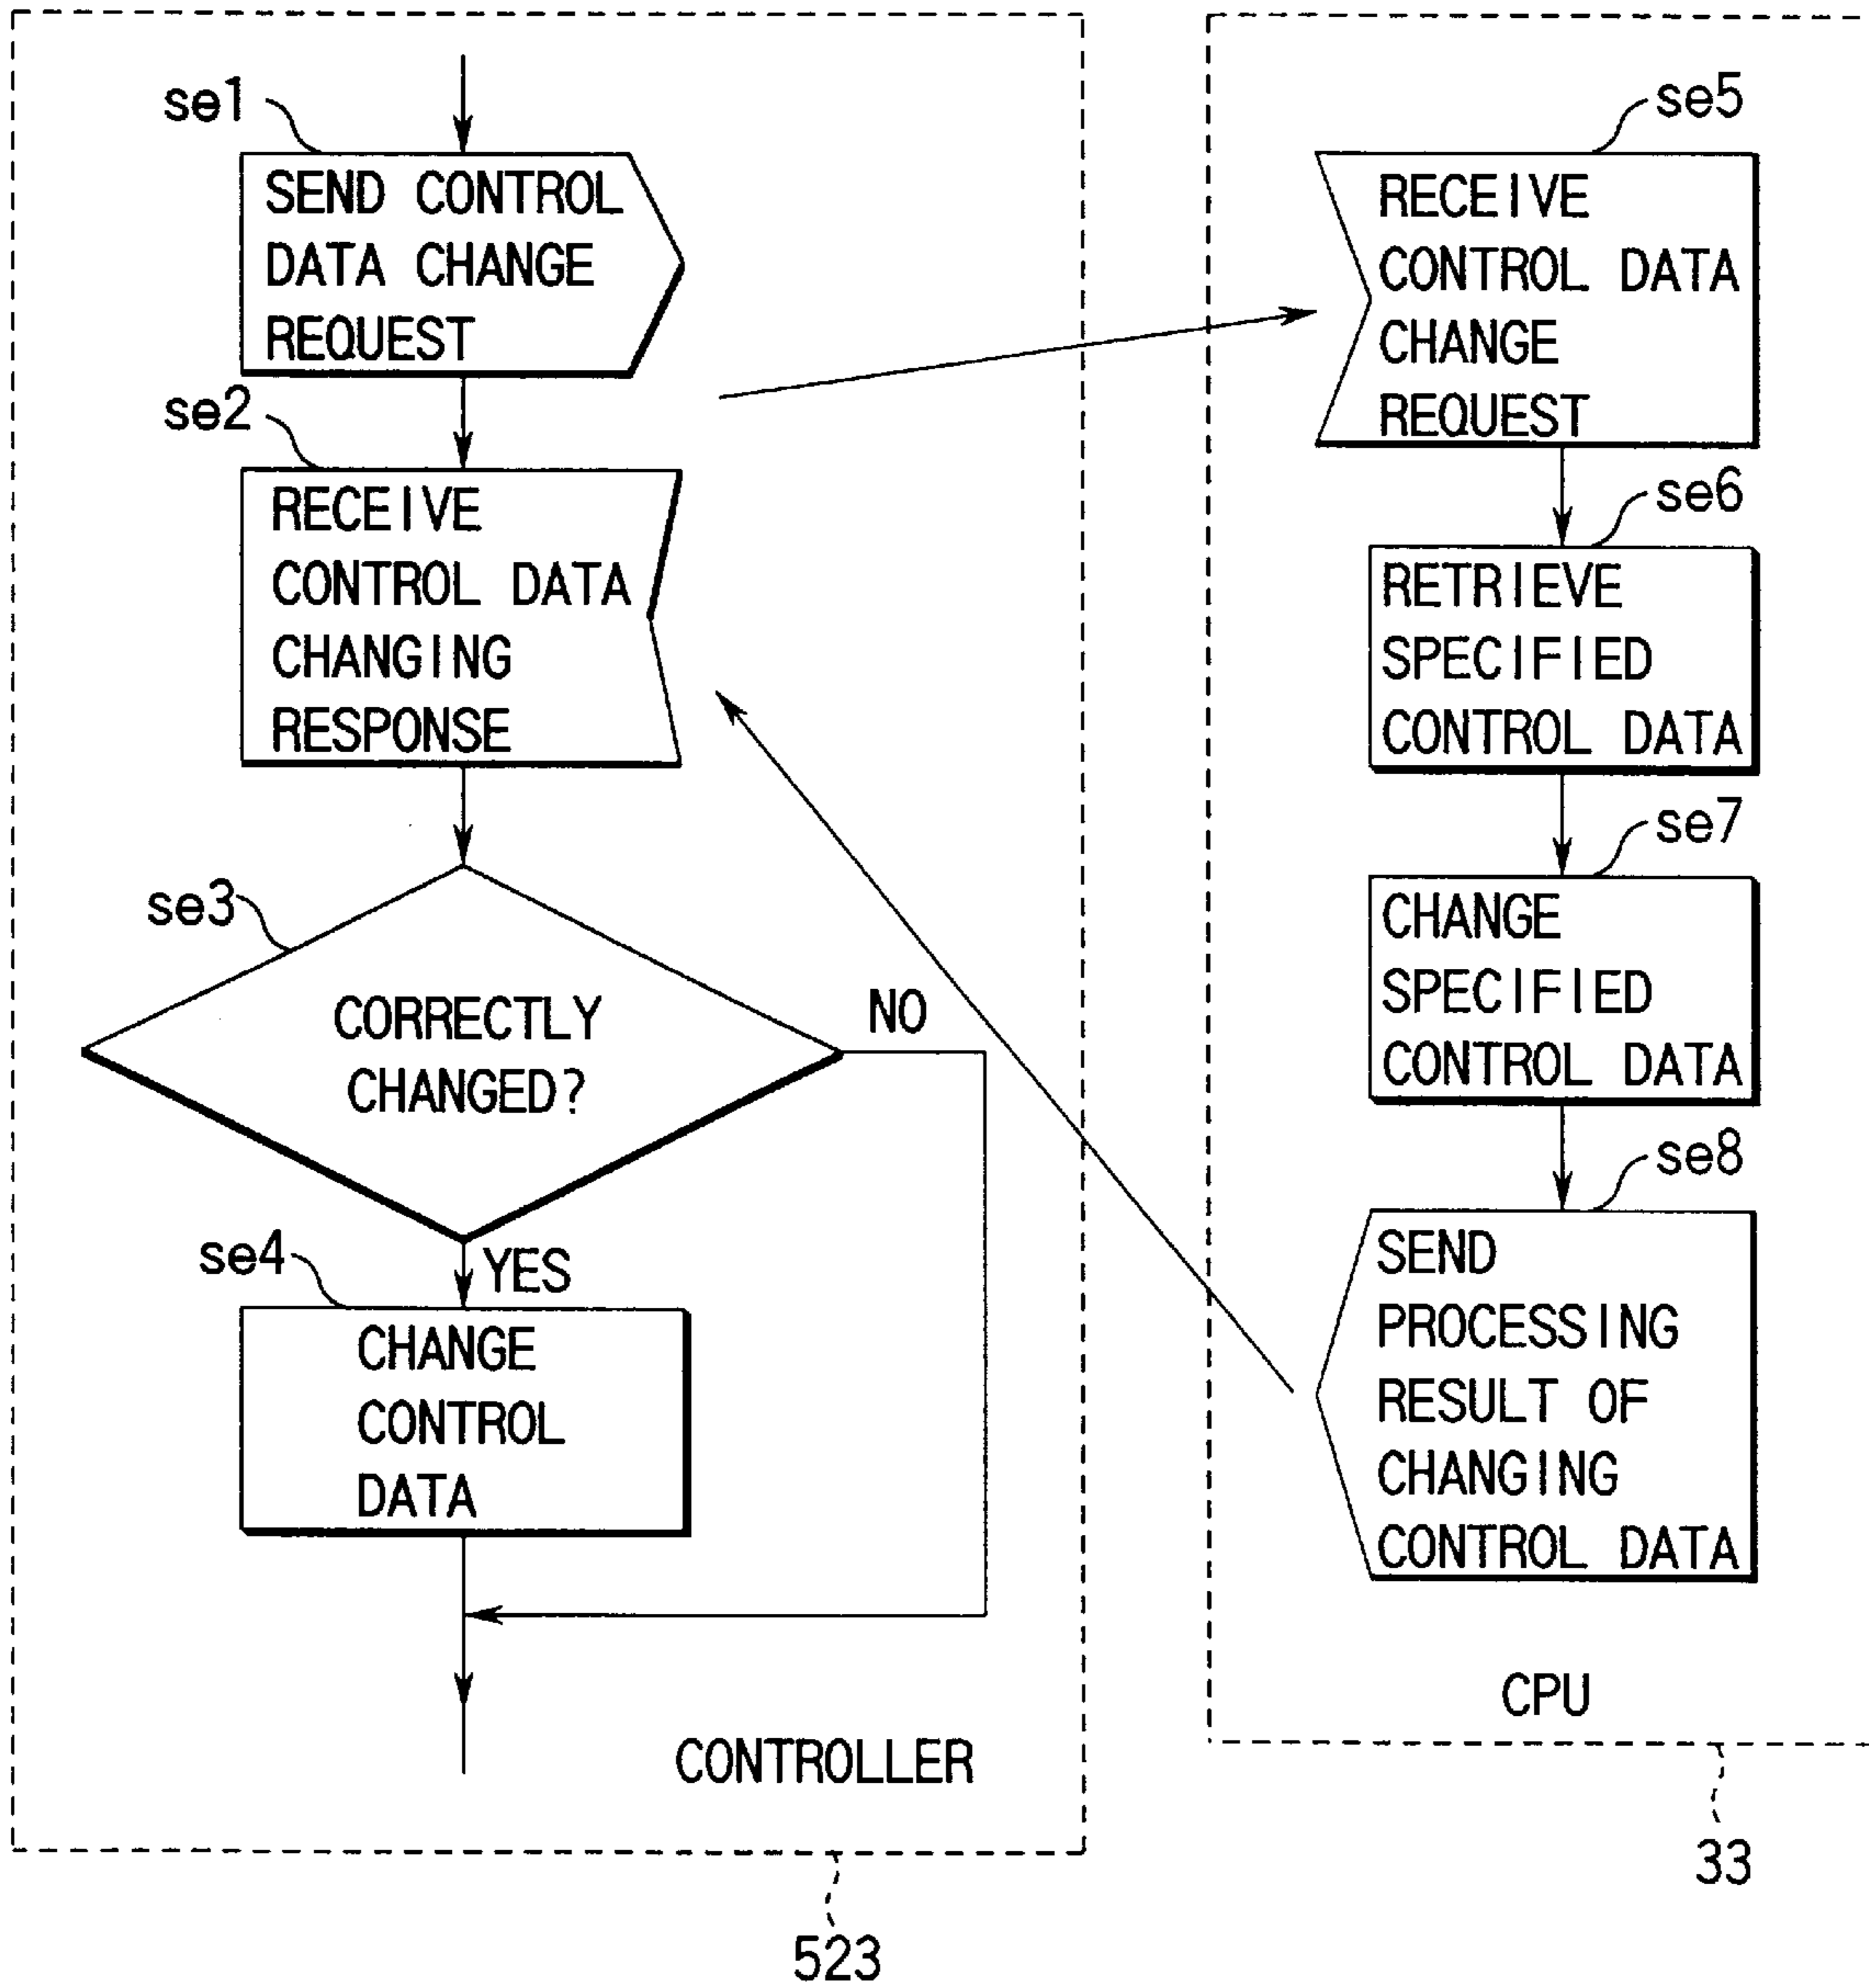 se1
SEND CONTROL
DATA CHANGE
REQUEST
se2
RECEIVE
CONTROL DATA
CHANGING
RESPONSE
se3
CORRECTLY
CHANGED?
NO
YES
se4
CHANGE
CONTROL
DATA
CONTROLLER
523
se5
RECEIVE
CONTROL DATA
CHANGE
REQUEST
se6
RETRIEVE
SPECIFIED
CONTROL DATA
se7
CHANGE
SPECIFIED
CONTROL DATA
se8
SEND
PROCESSING
RESULT OF
CHANGING
CONTROL DATA
CPU
33